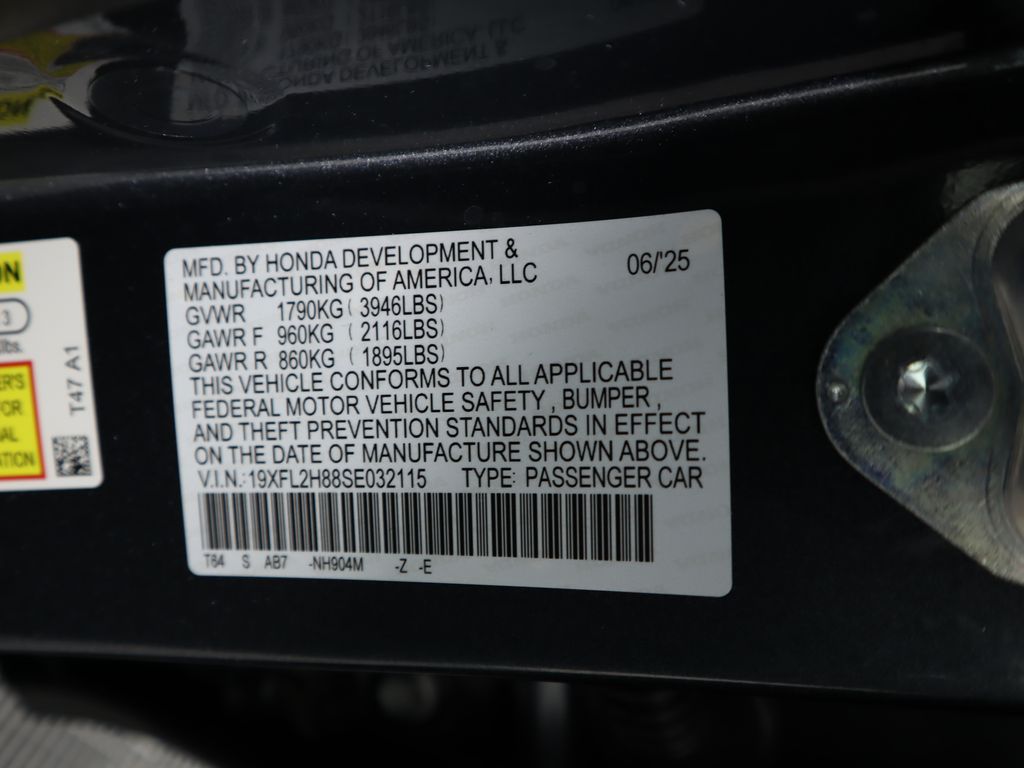 MFD. BY HONDA DEVELOPMENT &
MANUFACTURING OF AMERICA, LLC
06/'25
GVWR 1790KG ( 3946LBS)
GAWR F 960KG ( 2116LBS)
GAWR R 860KG ( 1895LBS)
THIS VEHICLE CONFORMS TO ALL APPLICABLE
FEDERAL MOTOR VEHICLE SAFETY , BUMPER ,
AND THEFT PREVENTION STANDARDS IN EFFECT
ON THE DATE OF MANUFACTURE SHOWN ABOVE.
V.I.N.: 19XFL2H88SE032115 TYPE: PASSENGER CAR
T84 S AB7 -NH904M -Z -E
T47 A1